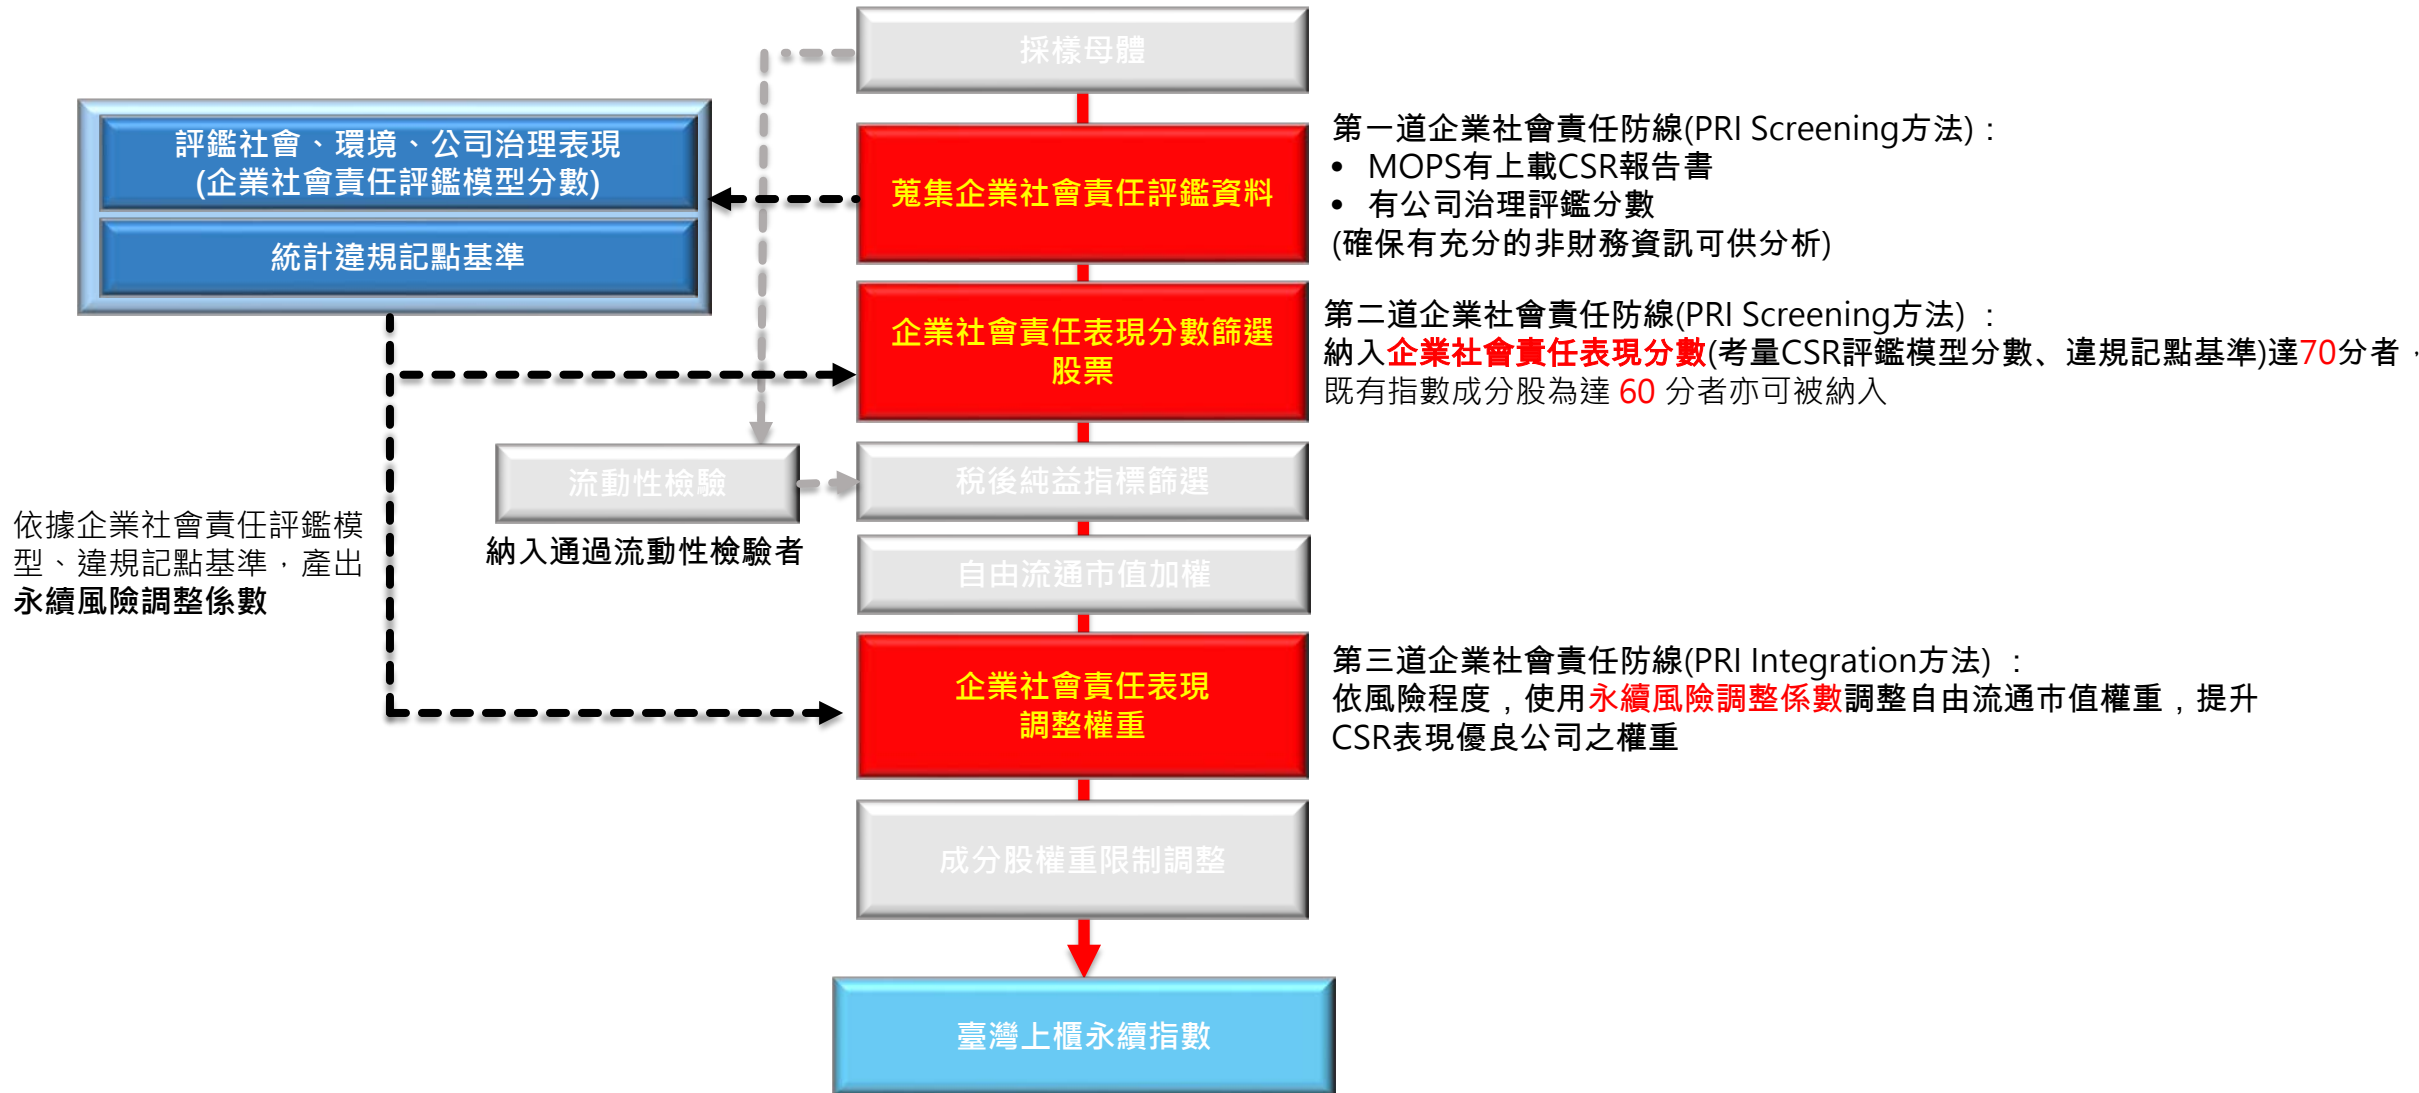 採樣母體
評鑑社會、環境、公司治理表現
(企業社會責任評鑑模型分數)
統計違規記點基準
蒐集企業社會責任評鑑資料
第一道企業社會責任防線(PRI Screening方法)：
• MOPS有上載CSR報告書
• 有公司治理評鑑分數
(確保有充分的非財務資訊可供分析)
企業社會責任表現分數篩選
股票
第二道企業社會責任防線(PRI Screening方法) ：
納入企業社會責任表現分數(考量CSR評鑑模型分數、違規記點基準)達70分者，
既有指數成分股為達 60 分者亦可被納入
流動性檢驗
納入通過流動性檢驗者
稅後純益指標篩選
自由流通市值加權
依據企業社會責任評鑑模
型、違規記點基準，產出
永續風險調整係數
企業社會責任表現
調整權重
第三道企業社會責任防線(PRI Integration方法) ：
依風險程度，使用永續風險調整係數調整自由流通市值權重，提升
CSR表現優良公司之權重
成分股權重限制調整
臺灣上櫃永續指數